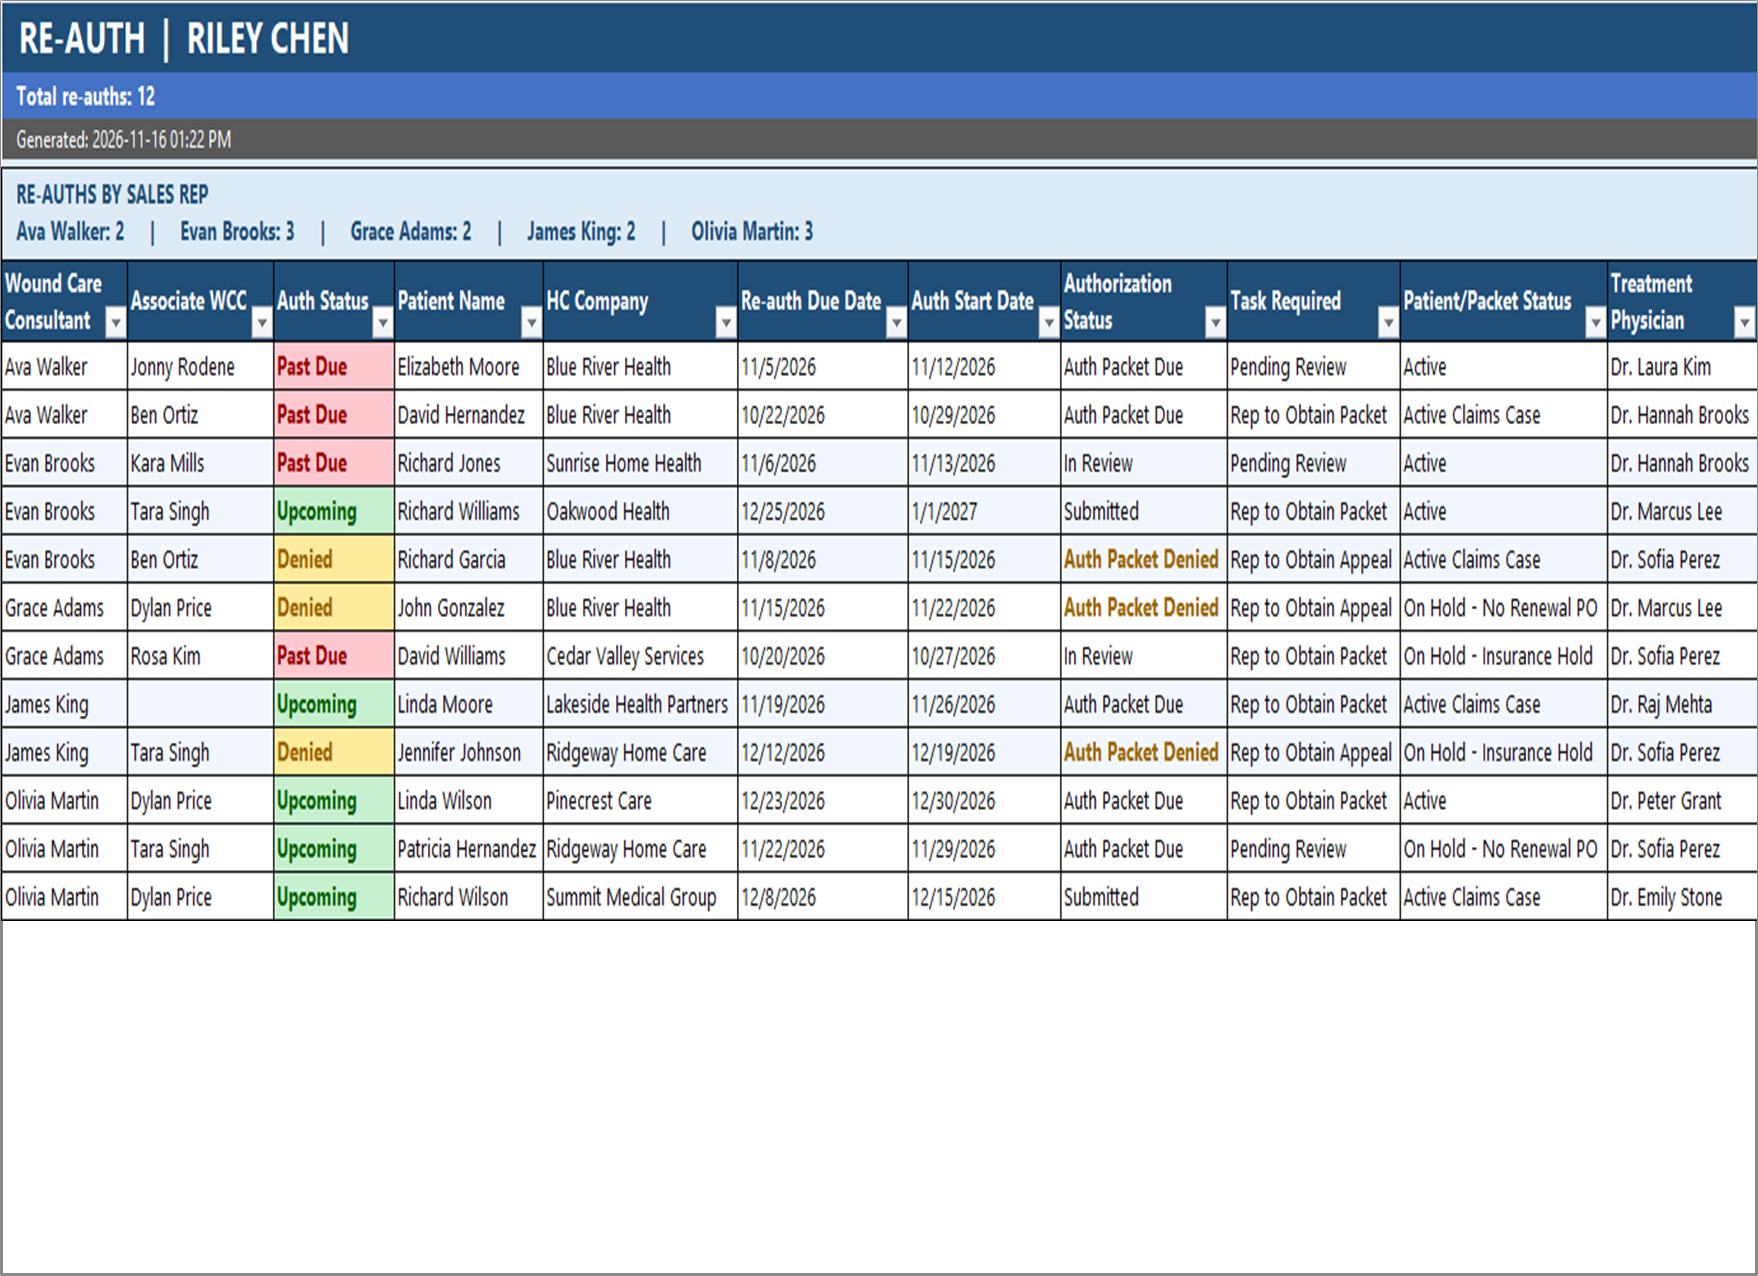 RE-AUTH | RILEY CHEN
Total re-auths: 12
Generated: 2026-11-16 01:22 PM
RE-AUTHS BY SALES REP
Ava Walker: 2 | Evan Brooks: 3 | Grace Adams: 2 | James King: 2 | Olivia Martin: 3
Wound Care Consultant Associate WCC Auth Status Patient Name HC Company Re-auth Due Date Auth Start Date Authorization Status Task Required Patient/Packet Status Treatment Physician
Ava Walker Jonny Rodene Past Due Elizabeth Moore Blue River Health 11/5/2026 11/12/2026 Auth Packet Due Pending Review Active Dr. Laura Kim
Ava Walker Ben Ortiz Past Due David Hernandez Blue River Health 10/22/2026 10/29/2026 Auth Packet Due Rep to Obtain Packet Active Claims Case Dr. Hannah Brooks
Evan Brooks Kara Mills Past Due Richard Jones Sunrise Home Health 11/6/2026 11/13/2026 In Review Pending Review Active Dr. Hannah Brooks
Evan Brooks Tara Singh Upcoming Richard Williams Oakwood Health 12/25/2026 1/1/2027 Submitted Rep to Obtain Packet Active Dr. Marcus Lee
Evan Brooks Ben Ortiz Denied Richard Garcia Blue River Health 11/8/2026 11/15/2026 Auth Packet Denied Rep to Obtain Appeal Active Claims Case Dr. Sofia Perez
Grace Adams Dylan Price Denied John Gonzalez Blue River Health 11/15/2026 11/22/2026 Auth Packet Denied Rep to Obtain Appeal On Hold - No Renewal PO Dr. Marcus Lee
Grace Adams Rosa Kim Past Due David Williams Cedar Valley Services 10/20/2026 10/27/2026 In Review Rep to Obtain Packet On Hold - Insurance Hold Dr. Sofia Perez
James King Upcoming Linda Moore Lakeside Health Partners 11/19/2026 11/26/2026 Auth Packet Due Rep to Obtain Packet Active Claims Case Dr. Raj Mehta
James King Tara Singh Denied Jennifer Johnson Ridgeway Home Care 12/12/2026 12/19/2026 Auth Packet Denied Rep to Obtain Appeal On Hold - Insurance Hold Dr. Sofia Perez
Olivia Martin Dylan Price Upcoming Linda Wilson Pinecrest Care 12/23/2026 12/30/2026 Auth Packet Due Rep to Obtain Packet Active Dr. Peter Grant
Olivia Martin Tara Singh Upcoming Patricia Hernandez Ridgeway Home Care 11/22/2026 11/29/2026 Auth Packet Due Pending Review On Hold - No Renewal PO Dr. Sofia Perez
Olivia Martin Dylan Price Upcoming Richard Wilson Summit Medical Group 12/8/2026 12/15/2026 Submitted Rep to Obtain Packet Active Claims Case Dr. Emily Stone